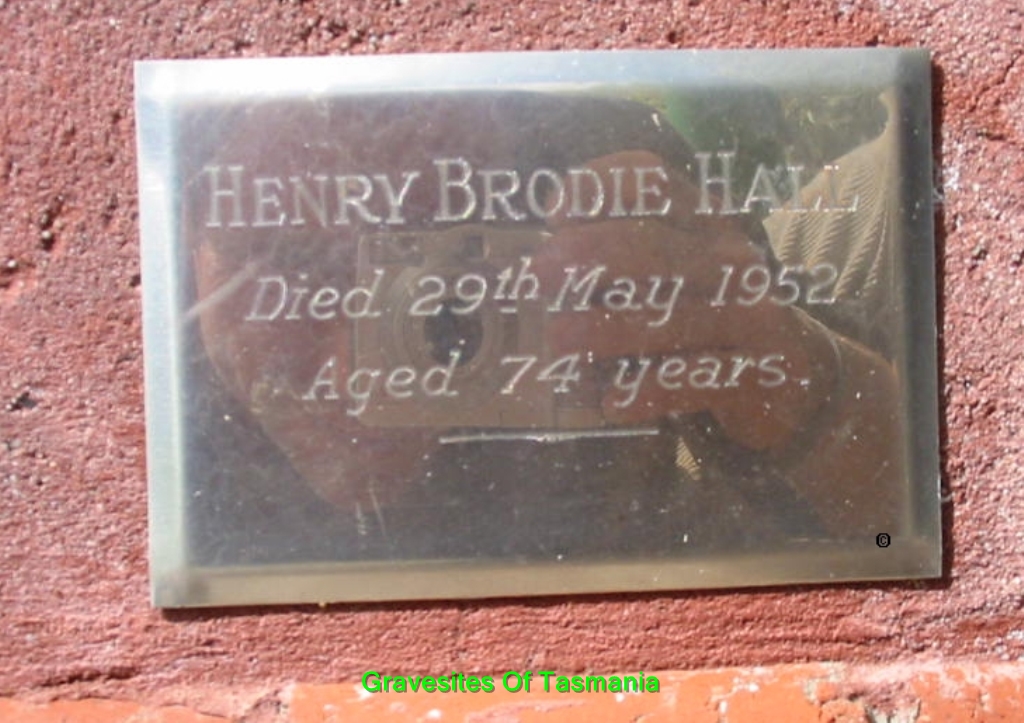 HENRY BRODIE HALL
Died 29th May 1952
Aged 74 years.
©
Gravesites Of Tasmania